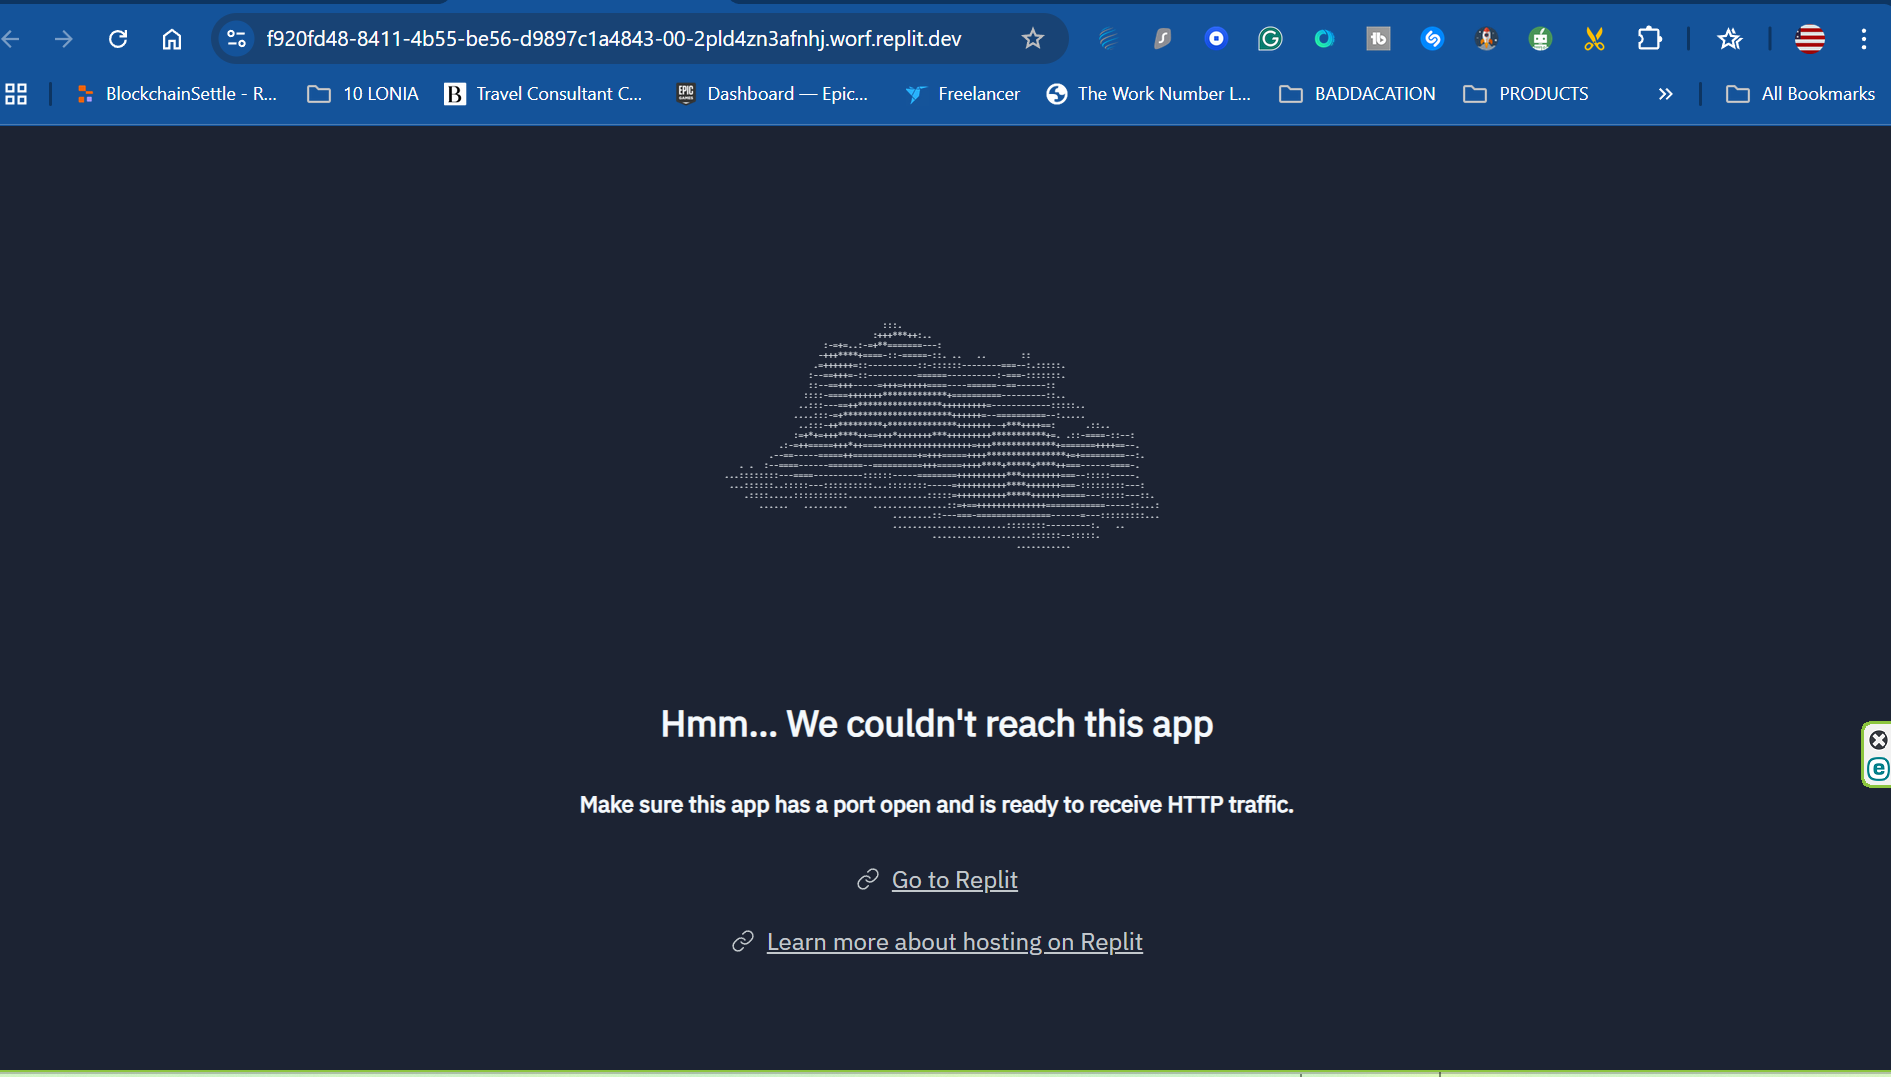 f920fd48-8411-4b55-be56-d9897c1a4843-00-2pld4zn3afnhj.worf.replit.dev
BlockchainSettle - R... 10 LONIA B Travel Consultant C... EPIC GAMES Dashboard — Epic... Freelancer The Work Number L... BADDACATION PRODUCTS » All Bookmarks
Hmm... We couldn't reach this app
Make sure this app has a port open and is ready to receive HTTP traffic.
Go to Replit
Learn more about hosting on Replit